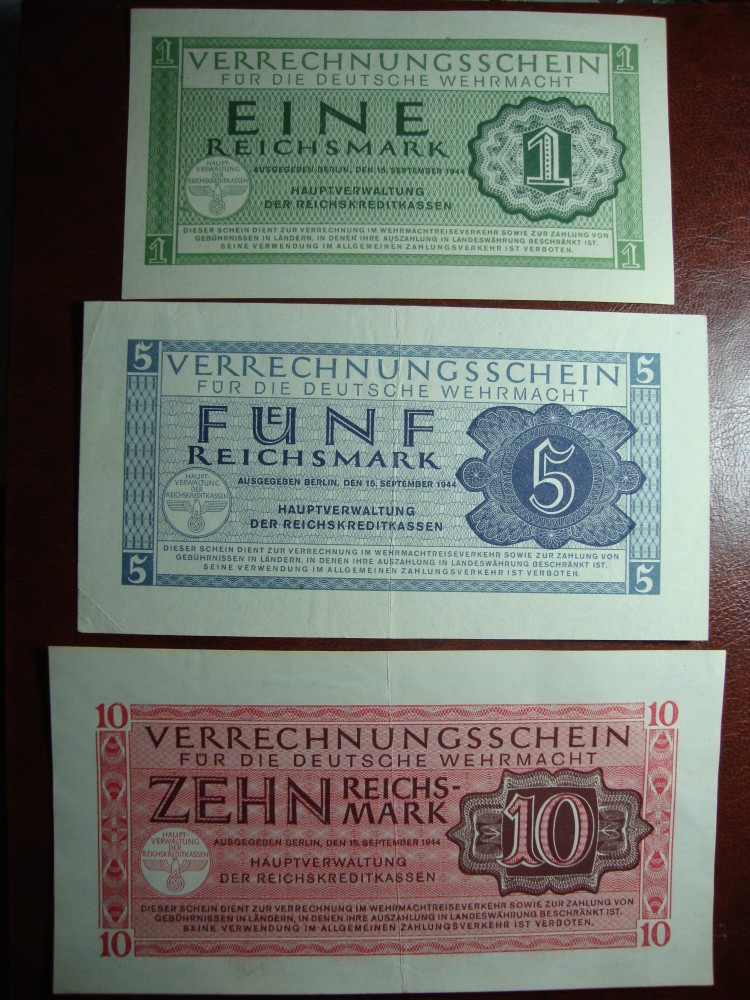 1 1
VERRECHNUNGSSCHEIN
FÜR DIE DEUTSCHE WEHRMACHT
EINE
REICHSMARK
1
AUSGEGEBEN BERLIN, DEN 15. SEPTEMBER 1944
HAUPT-
VERWALTUNG
DER
REICHSKREDITKASSEN
HAUPTVERWALTUNG
DER REICHSKREDITKASSEN
DIESER SCHEIN DIENT ZUR VERRECHNUNG IM WEHRMACHTREISEVERKEHR SOWIE ZUR ZAHLUNG VON
GEBÜHRNISSEN IN LÄNDERN, IN DENEN IHRE AUSZAHLUNG IN LANDESWÄHRUNG BESCHRÄNKT IST.
SEINE VERWENDUNG IM ALLGEMEINEN ZAHLUNGSVERKEHR IST VERBOTEN.
1 1
5 5
VERRECHNUNGSSCHEIN
FÜR DIE DEUTSCHE WEHRMACHT
FUENF
REICHSMARK
5
AUSGEGEBEN BERLIN, DEN 15. SEPTEMBER 1944
HAUPT-
VERWALTUNG
DER
REICHSKREDITKASSEN
HAUPTVERWALTUNG
DER REICHSKREDITKASSEN
DIESER SCHEIN DIENT ZUR VERRECHNUNG IM WEHRMACHTREISEVERKEHR SOWIE ZUR ZAHLUNG VON
GEBÜHRNISSEN IN LÄNDERN, IN DENEN IHRE AUSZAHLUNG IN LANDESWÄHRUNG BESCHRÄNKT IST.
SEINE VERWENDUNG IM ALLGEMEINEN ZAHLUNGSVERKEHR IST VERBOTEN.
5 5
10 10
VERRECHNUNGSSCHEIN
FÜR DIE DEUTSCHE WEHRMACHT
ZEHN REICHS-
MARK
10
AUSGEGEBEN BERLIN, DEN 15. SEPTEMBER 1944
HAUPT-
VERWALTUNG
DER
REICHSKREDITKASSEN
HAUPTVERWALTUNG
DER REICHSKREDITKASSEN
DIESER SCHEIN DIENT ZUR VERRECHNUNG IM WEHRMACHTREISEVERKEHR SOWIE ZUR ZAHLUNG VON
GEBÜHRNISSEN IN LÄNDERN, IN DENEN IHRE AUSZAHLUNG IN LANDESWÄHRUNG BESCHRÄNKT IST.
SEINE VERWENDUNG IM ALLGEMEINEN ZAHLUNGSVERKEHR IST VERBOTEN.
10 10